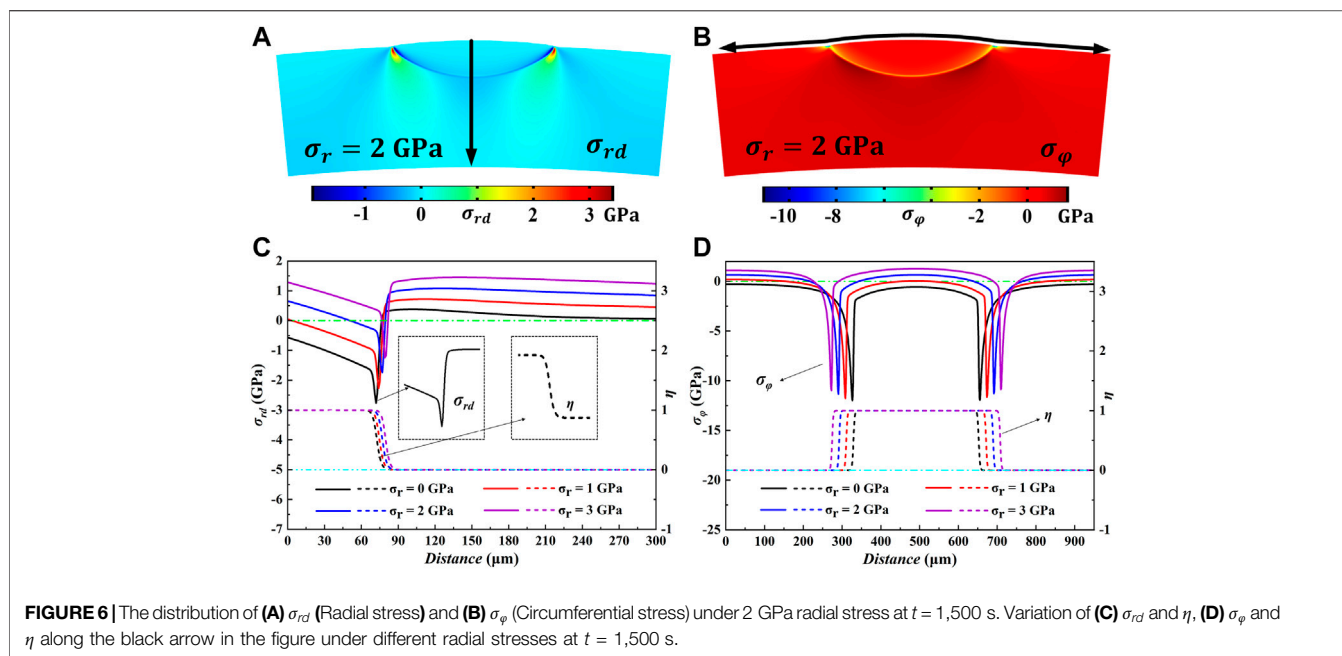 A
σr = 2 GPa
σrd
-1 0 σrd 2 3 GPa
B
σr = 2 GPa
σφ
-10 -8 σφ -2 0 GPa
C
2
1
0
-1
-2
-3
-4
-5
-6
-7
σrd (GPa)
σrd
η
3
2
1
0
-1
η
σr = 0 GPa σr = 1 GPa
σr = 2 GPa σr = 3 GPa
0 30 60 90 120 150 180 210 240 270 300
Distance (μm)
D
0
-5
-10
-13
-15
-19
-20
-25
σφ (GPa)
σφ
η
3
2
1
0
-1
η
σr = 0 GPa σr = 1 GPa
σr = 2 GPa σr = 3 GPa
0 100 200 300 400 500 600 700 800 900
Distance (μm)
FIGURE 6 | The distribution of (A) σrd (Radial stress) and (B) σφ (Circumferential stress) under 2 GPa radial stress at t = 1,500 s. Variation of (C) σrd and η, (D) σφ and
η along the black arrow in the figure under different radial stresses at t = 1,500 s.